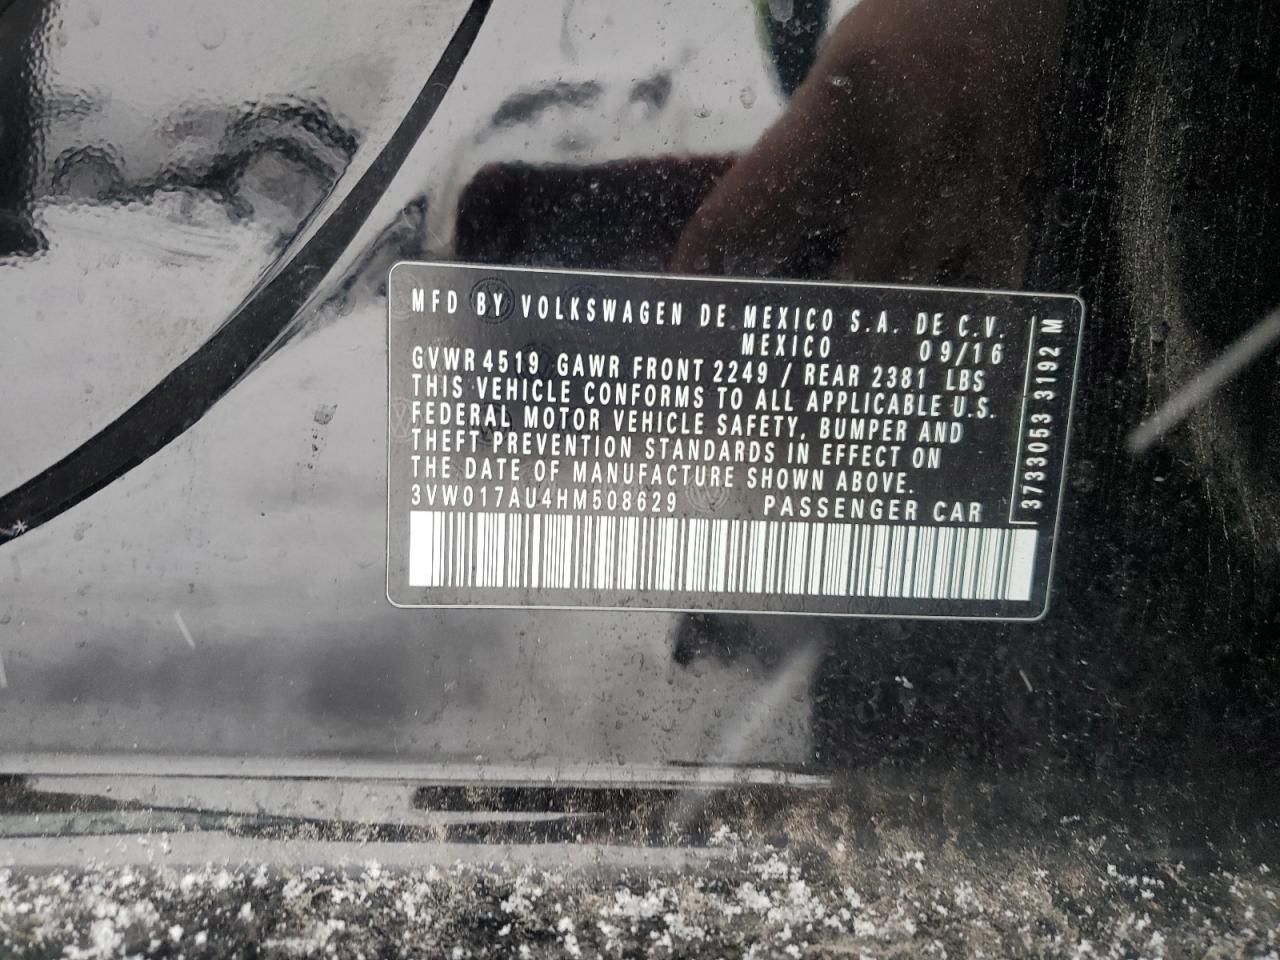 MFD BY VOLKSWAGEN DE MEXICO S.A. DE C.V.
MEXICO 09/16
GVWR 4519 GAWR FRONT 2249 / REAR 2381 LBS
THIS VEHICLE CONFORMS TO ALL APPLICABLE U.S.
FEDERAL MOTOR VEHICLE SAFETY, BUMPER AND
THEFT PREVENTION STANDARDS IN EFFECT ON
THE DATE OF MANUFACTURE SHOWN ABOVE.
3VW017AU4HM508629 PASSENGER CAR
3733053 3192 M